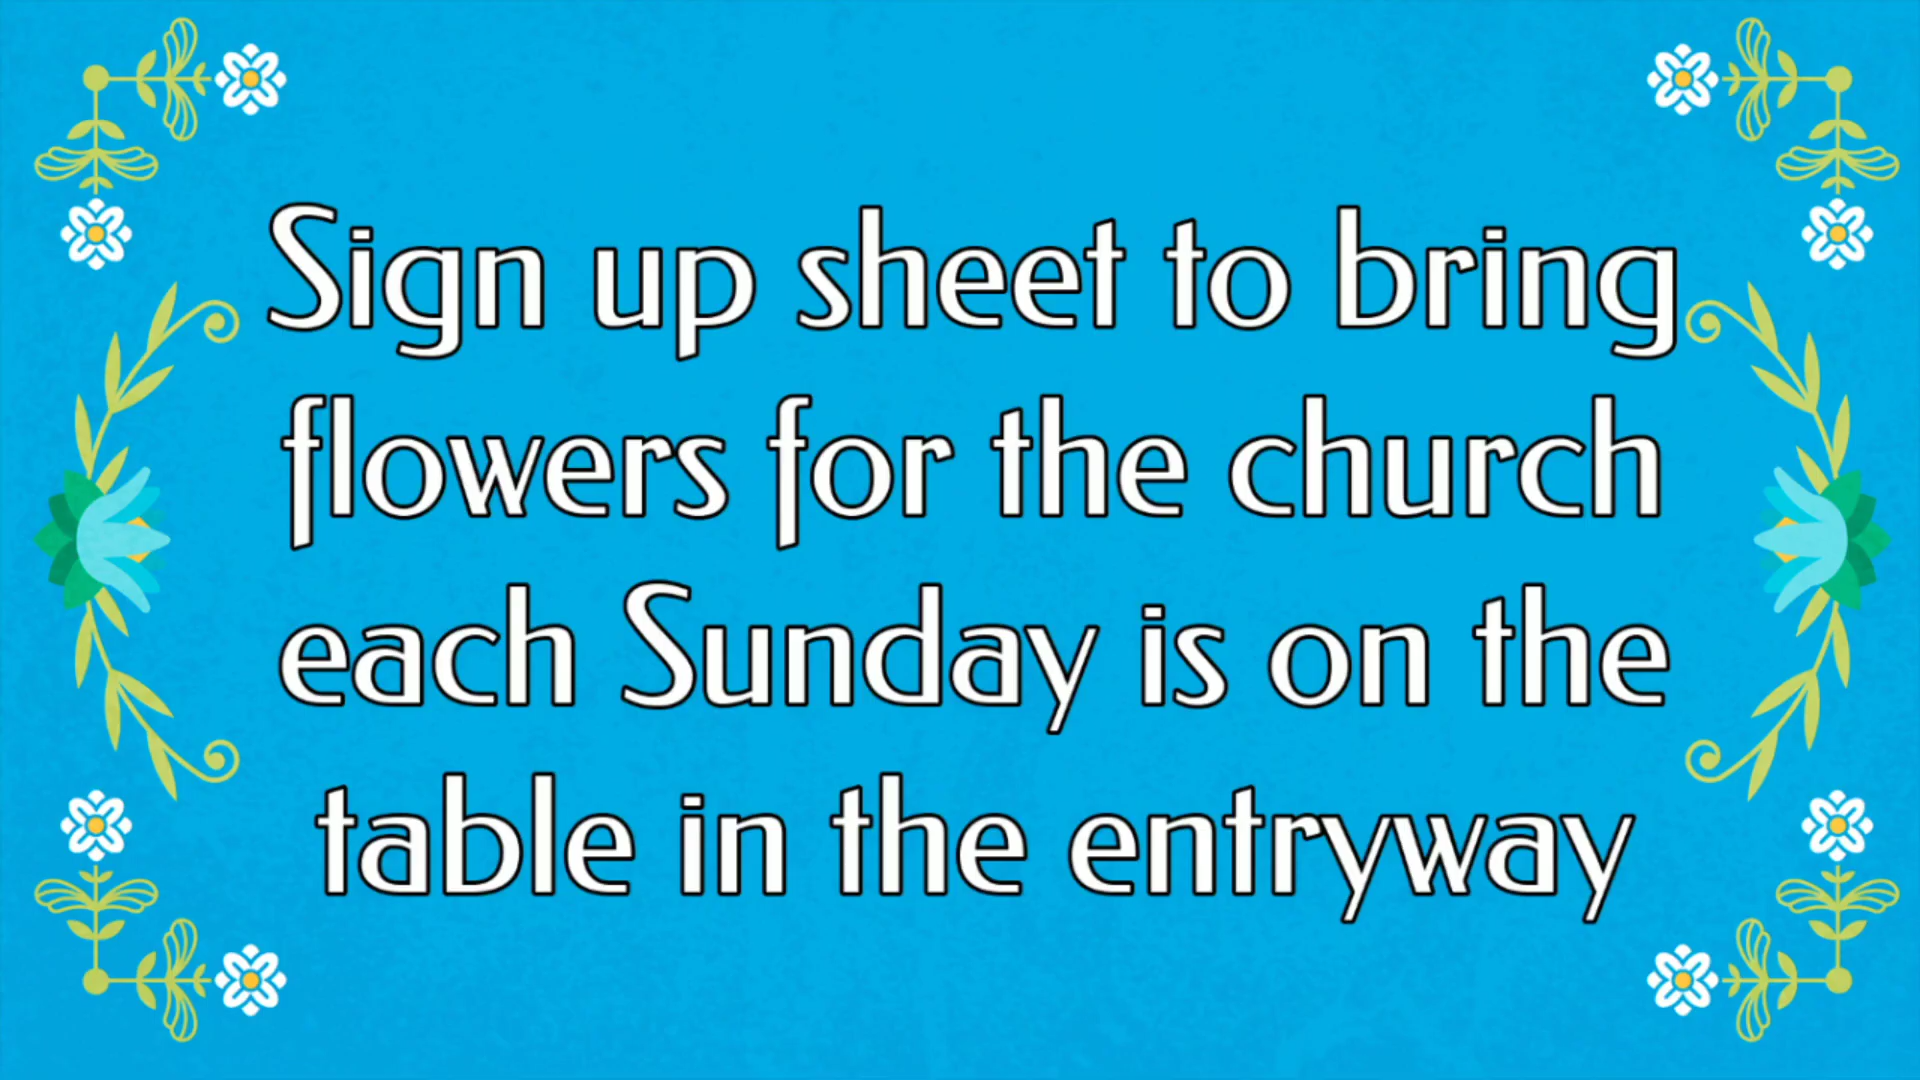 Sign up sheet to bring
flowers for the church
each Sunday is on the
table in the entryway